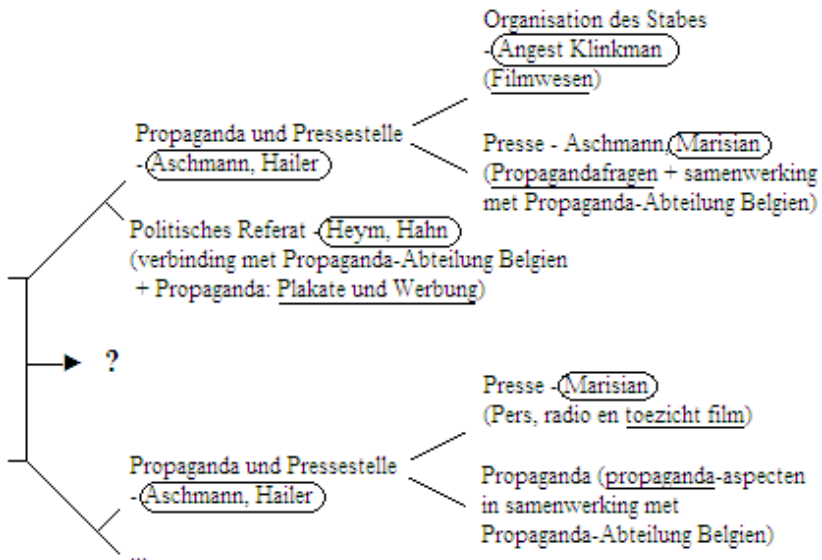 Organisation des Stabes
-Angest Klinkman
(Filmwesen)
Propaganda und Pressestelle
-Aschmann, Hailer
Presse - Aschmann, Marisian
(Propagandafragen + samenwerking
met Propaganda-Abteilung Belgien)
Politisches Referat -Heym, Hahn
(verbinding met Propaganda-Abteilung Belgien
+ Propaganda: Plakate und Werbung)
?
Presse -Marisian
(Pers, radio en toezicht film)
Propaganda und Pressestelle
-Aschmann, Hailer
Propaganda (propaganda-aspecten
in samenwerking met
Propaganda-Abteilung Belgien)
...